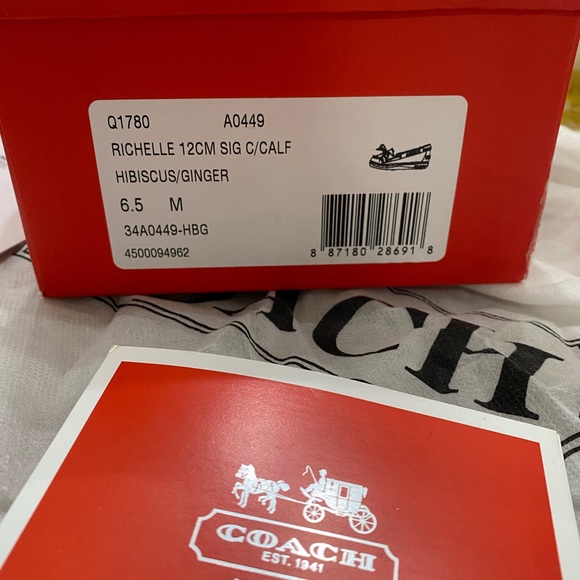 Q1780 A0449
RICHELLE 12CM SIG C/CALF
HIBISCUS/GINGER
6.5 M
34A0449-HBG
4500094962
8 87180 28691 8
ACH
COACH
EST. 1941